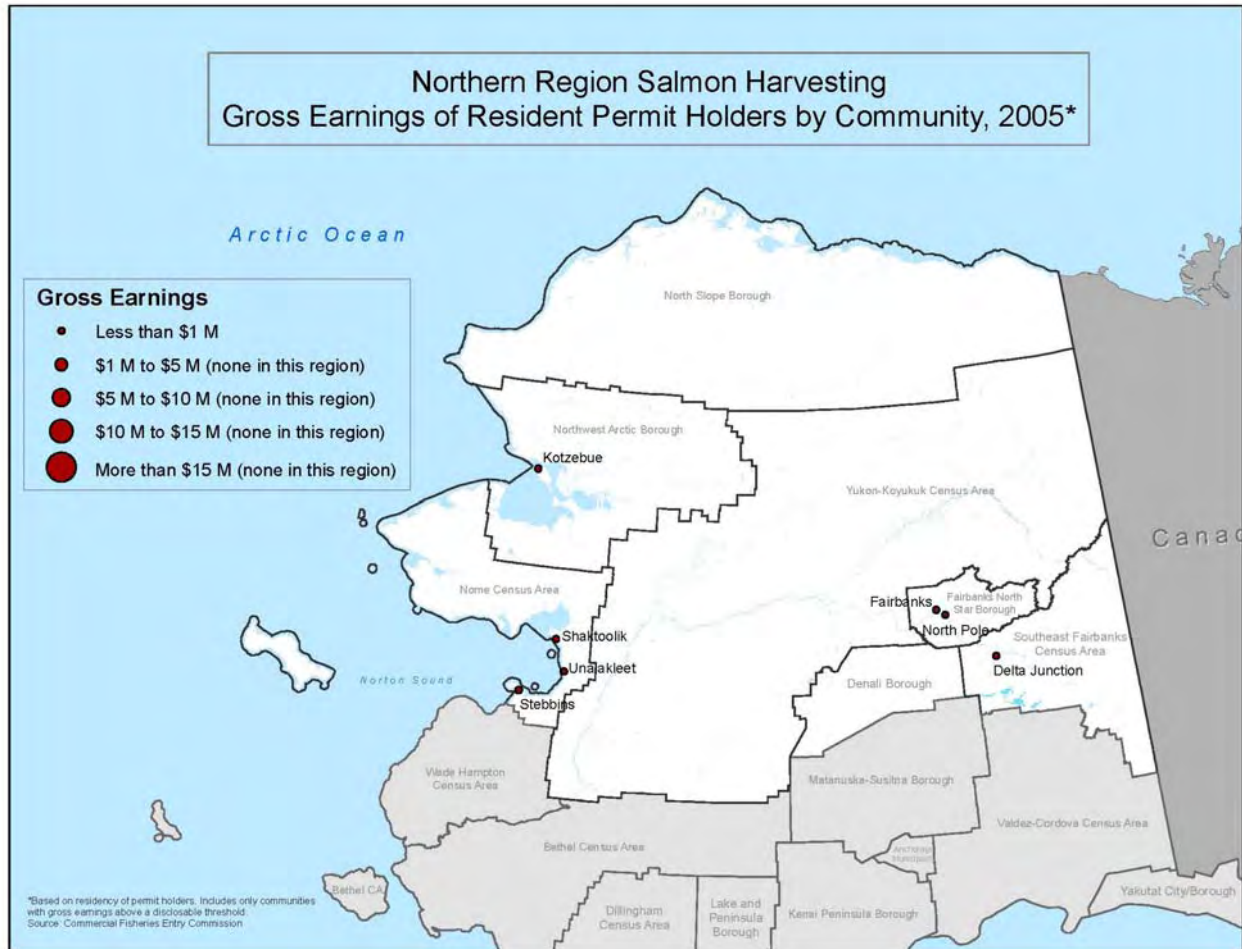 Northern Region Salmon Harvesting
Gross Earnings of Resident Permit Holders by Community, 2005*
Arctic Ocean
Gross Earnings
Less than $1 M
$1 M to $5 M (none in this region)
$5 M to $10 M (none in this region)
$10 M to $15 M (none in this region)
More than $15 M (none in this region)
North Slope Borough
Northwest Arctic Borough
Kotzebue
Yukon-Koyukuk Census Area
Canad
Nome Census Area
Fairbanks
Fairbanks North
Star Borough
North Pole
Southeast Fairbanks
Census Area
Shaktoolik
Unalakleet
Delta Junction
Norton Sound
Denali Borough
Stebbins
Wade Hampton
Census Area
Matanuska-Susitna Borough
Valdez-Cordova Census Area
Bethel Census Area
Anchorage
Municipality
Bethel CA
Yakutat City/Borough
Dillingham
Census Area
Lake and
Peninsula
Borough
Kenai Peninsula Borough
*Based on residency of permit holders. Includes only communities
with gross earnings above a disclosable threshold.
Source: Commercial Fisheries Entry Commission